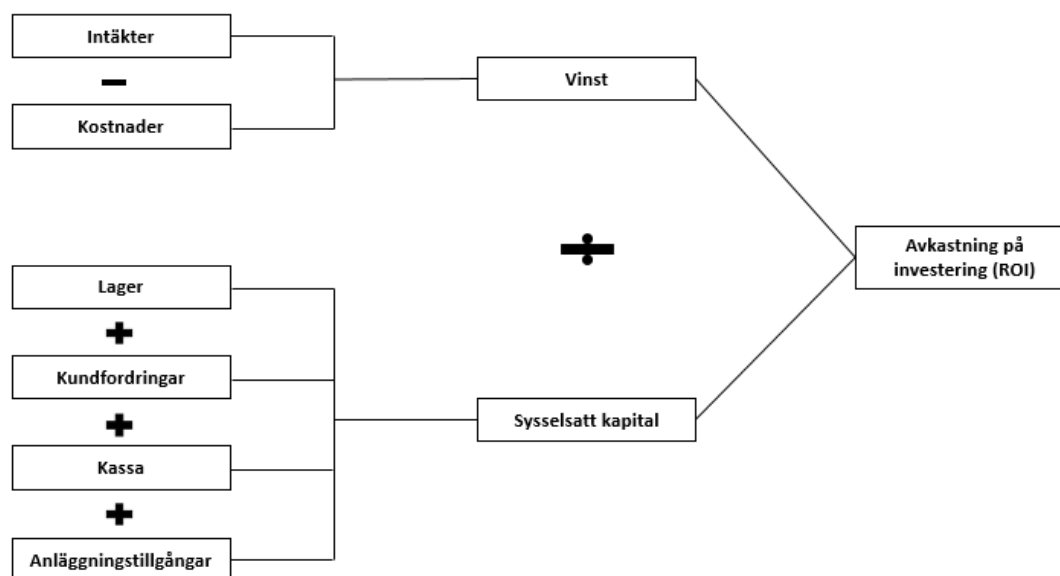 Intäkter
Kostnader
Vinst
Avkastning på
investering (ROI)
Lager
Kundfordringar
Kassa
Anläggningstillgångar
Sysselsatt kapital